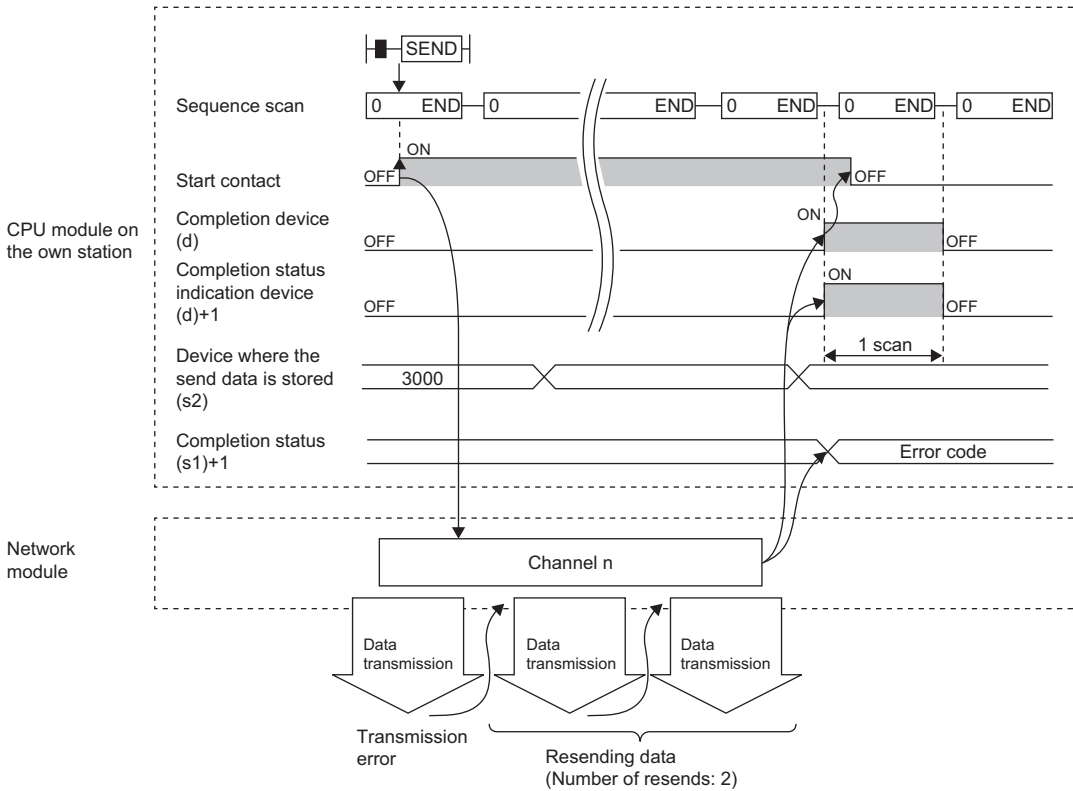 SEND
Sequence scan
0 END 0 END 0 END 0 END 0 END
ON
Start contact
OFF
OFF
CPU module on
the own station
Completion device
(d)
ON
OFF
OFF
Completion status
indication device
(d)+1
ON
OFF
OFF
1 scan
Device where the
send data is stored
(s2)
3000
Completion status
(s1)+1
Error code
Network
module
Channel n
Data
transmission
Data
transmission
Data
transmission
Transmission
error
Resending data
(Number of resends: 2)